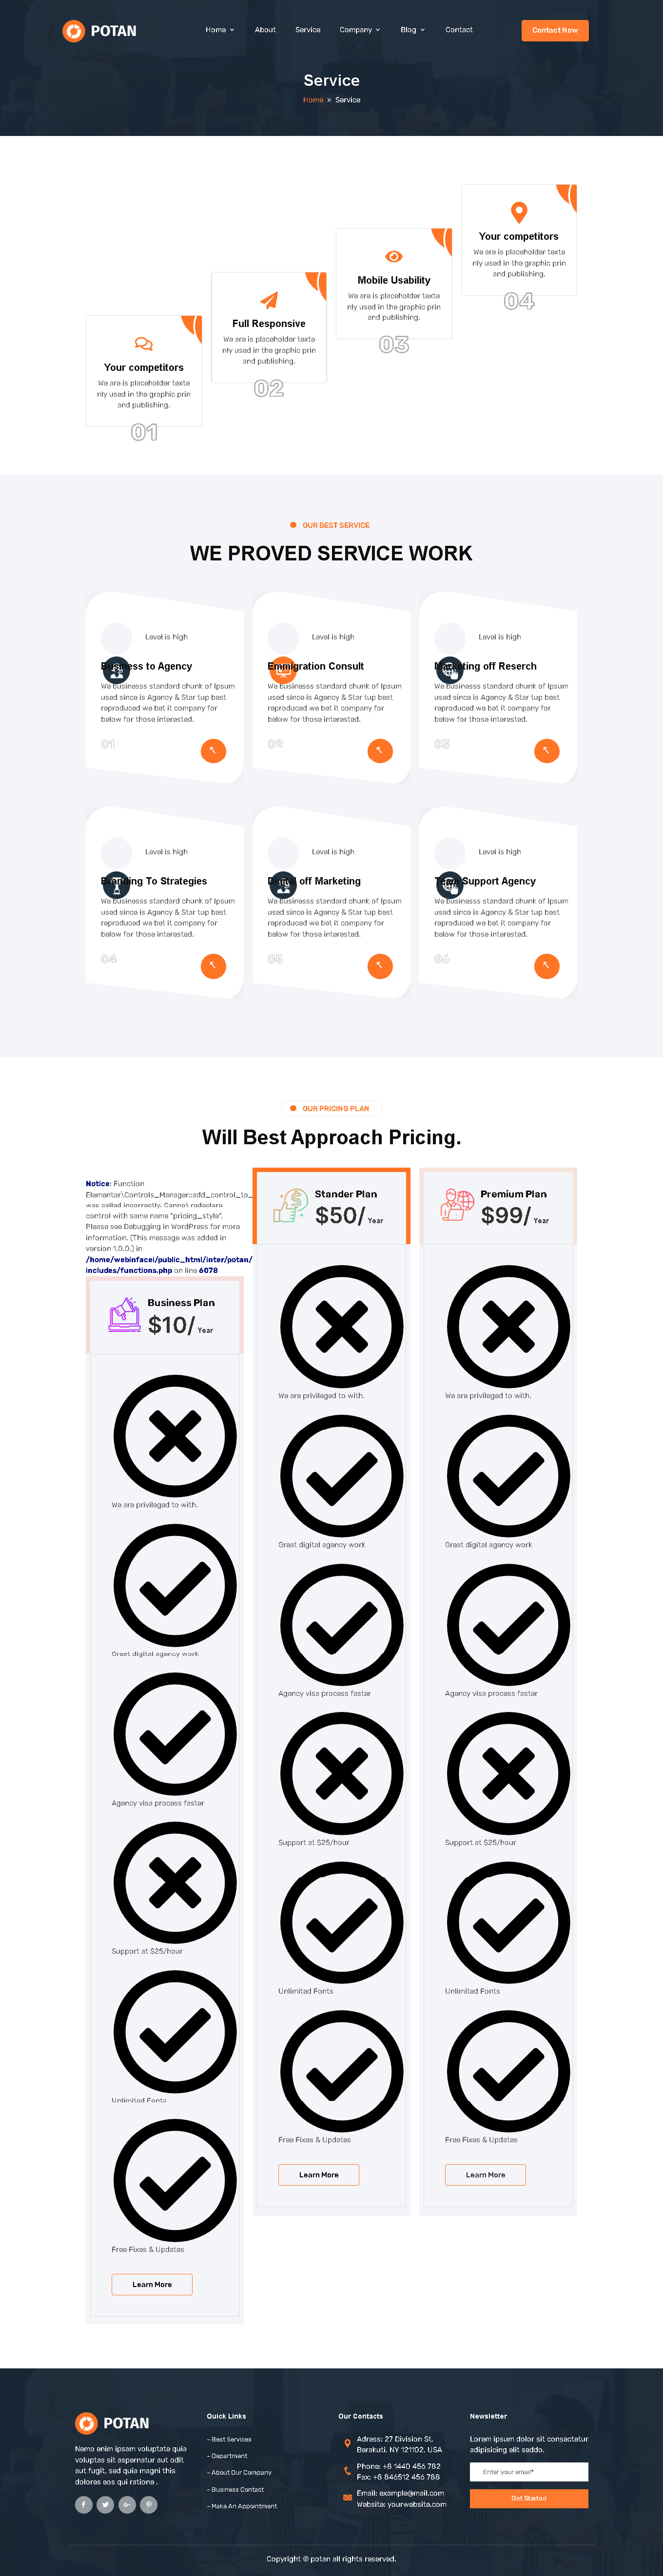 POTAN
Home
About
Service
Company
Blog
Contact
Contact Now
Service
Home » Service
Your competitors
We are is placeholder texte
nly used in the graphic prin
and publishing.
04
Mobile Usability
We are is placeholder texte
nly used in the graphic prin
and publishing.
03
Full Responsive
We are is placeholder texte
nly used in the graphic prin
and publishing.
02
Your competitors
We are is placeholder texte
nly used in the graphic prin
and publishing.
01
OUR BEST SERVICE
WE PROVED SERVICE WORK
Level is high
Business to Agency
We Businesss standard chunk of Ipsum
used since is Agency & Star tup best
reproduced we bet it company for
below for those interested.
01
Level is high
Emmigration Consult
We Businesss standard chunk of Ipsum
used since is Agency & Star tup best
reproduced we bet it company for
below for those interested.
02
Level is high
Marketing off Reserch
We Businesss standard chunk of Ipsum
used since is Agency & Star tup best
reproduced we bet it company for
below for those interested.
03
Level is high
Branding To Strategies
We Businesss standard chunk of Ipsum
used since is Agency & Star tup best
reproduced we bet it company for
below for those interested.
04
Level is high
Digital off Marketing
We Businesss standard chunk of Ipsum
used since is Agency & Star tup best
reproduced we bet it company for
below for those interested.
05
Level is high
Team Support Agency
We Businesss standard chunk of Ipsum
used since is Agency & Star tup best
reproduced we bet it company for
below for those interested.
06
OUR PRICING PLAN
Will Best Approach Pricing.
Notice: Function
Elementor\Controls_Manager::add_control_to_
was called incorrectly. Cannot redeclare
control with same name "pricing_style".
Please see Debugging in WordPress for more
information. (This message was added in
version 1.0.0.) in
/home/webinfacei/public_html/inter/potan/
includes/functions.php on line 6078
Business Plan
$10/ Year
We are privileged to with.
Great digital agency work
Agency visa process faster
Support at $25/hour
Unlimited Fonts
Free Fixes & Updates
Learn More
Stander Plan
$50/ Year
We are privileged to with.
Great digital agency work
Agency visa process faster
Support at $25/hour
Unlimited Fonts
Free Fixes & Updates
Learn More
Premium Plan
$99/ Year
We are privileged to with.
Great digital agency work
Agency visa process faster
Support at $25/hour
Unlimited Fonts
Free Fixes & Updates
Learn More
POTAN
Nemo enim ipsam voluptate quia
voluptas sit aspernatur aut odit
aut fugit, sed quia magni this
dolores eos qui ratione .
Quick Links
– Best Services
– Department
– About Our Company
– Business Contact
– Make An Appointment
Our Contacts
Adress: 27 Division St,
Barakuti, NY 121102, USA
Phone: +8 1440 456 782
Fax: +8 846512 456 788
Email: example@mail.com
Website: yourwebsite.com
Newsletter
Lorem ipsum dolor sit consectetur
adipisicing elit seddo.
Enter your email*
Get Started
Copyright © potan all rights reserved.